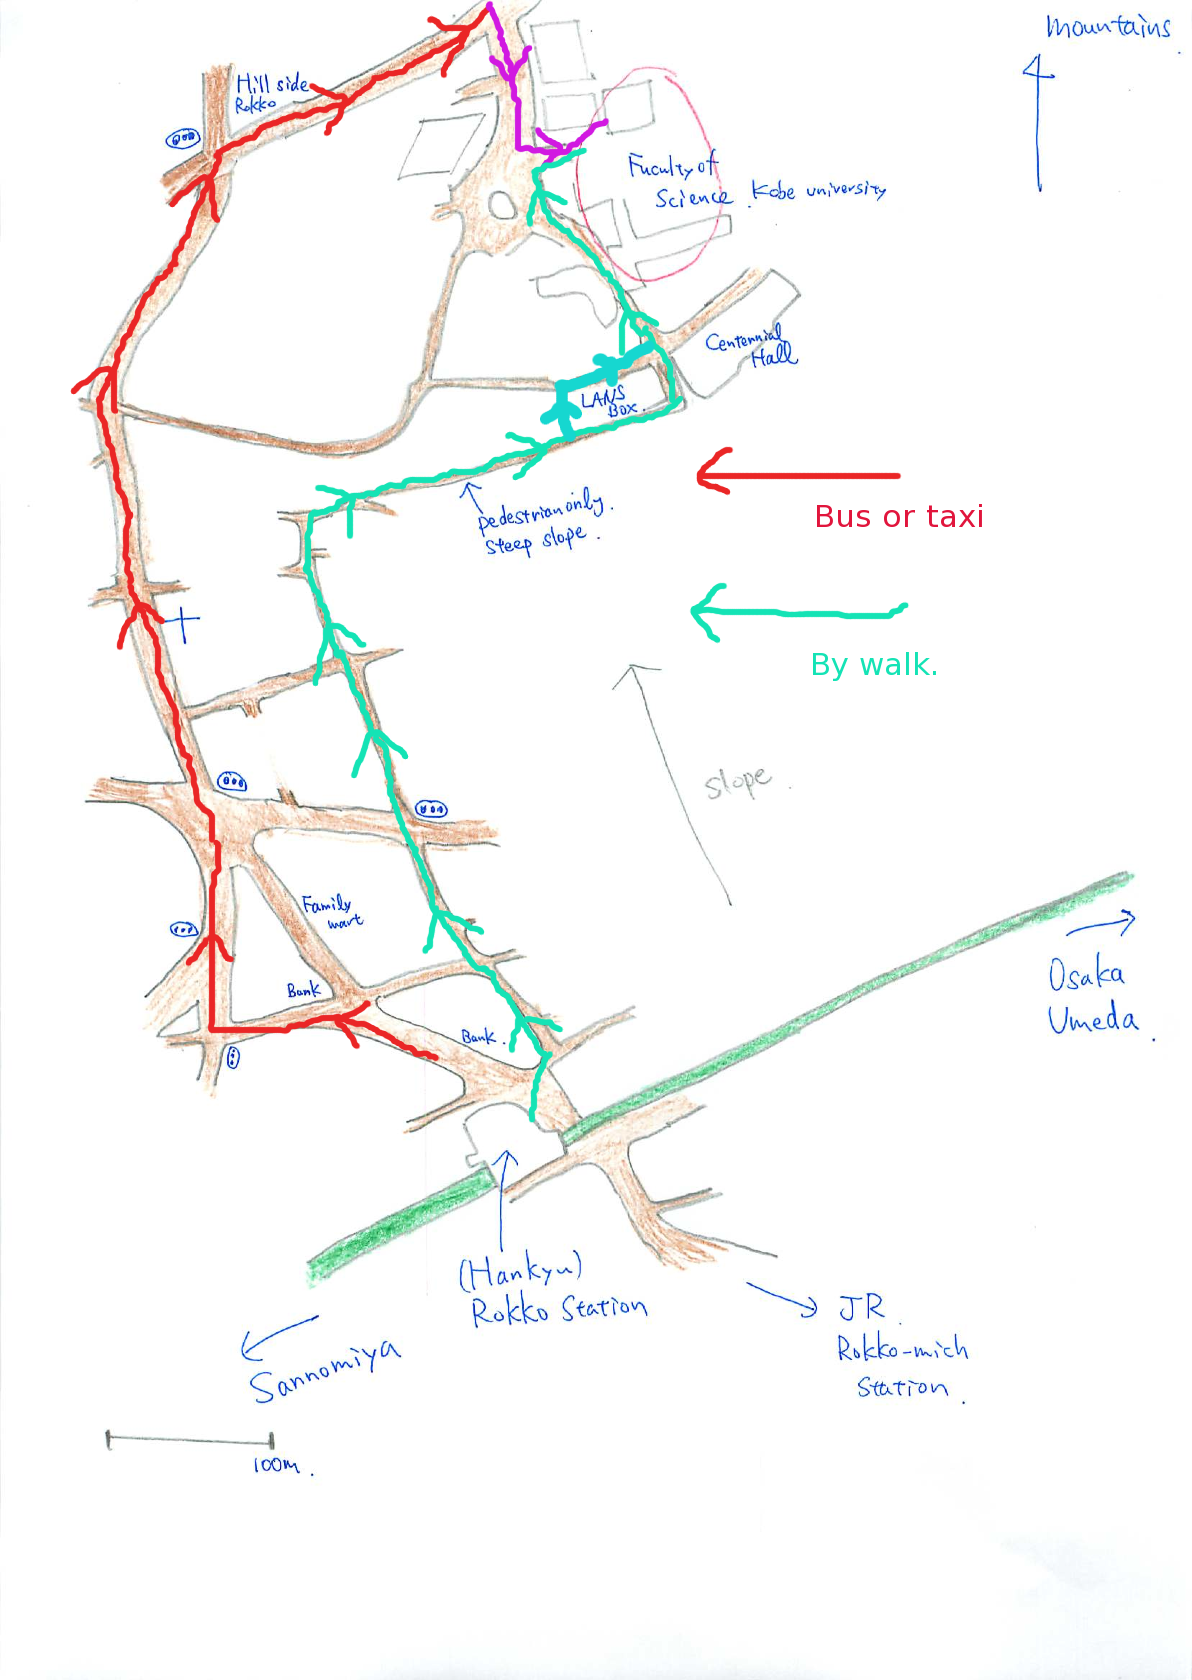 mountains
Hill side
Rokko
Fuculty of
Science Kobe university
Centennial
Hall
LANS
Box.
pedestrian only.
steep slope.
Bus or taxi
By walk.
slope
Family
mart
Bank
Bank.
Osaka
Umeda.
(Hankyu)
Rokko Station
Sannomiya
JR
Rokko-mich
Station.
100m.